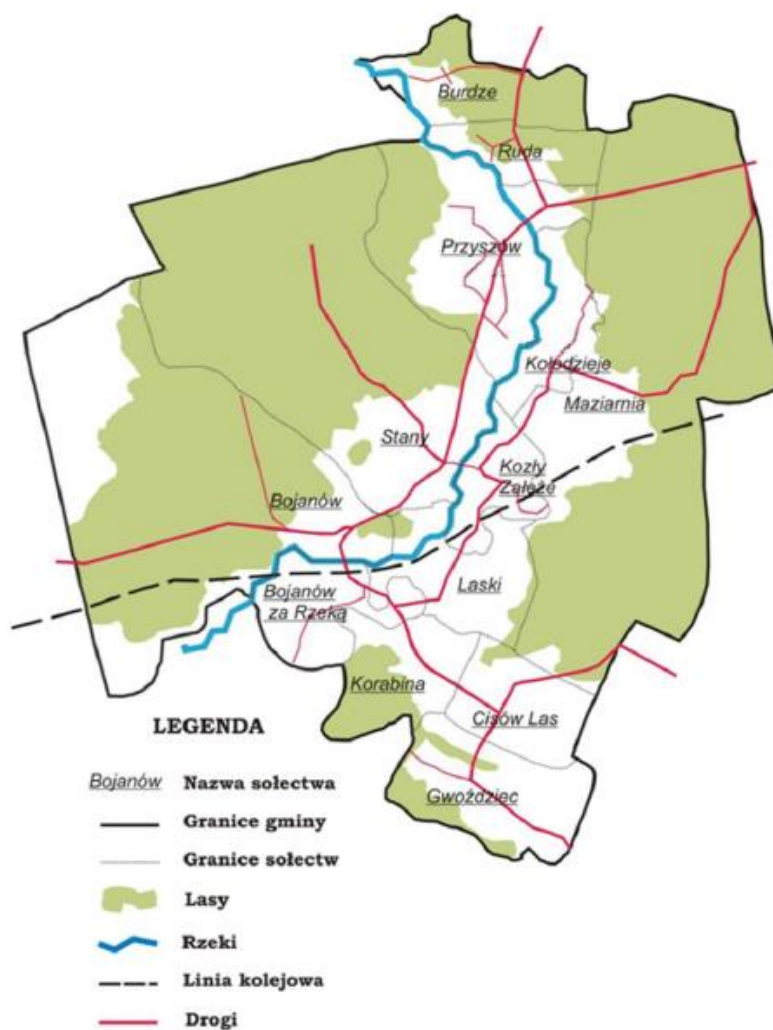 Burdze
Ruda
Przyszów
Kołodzieje
Maziarnia
Stany
Kozły
Załęże
Bojanów
Laski
Bojanów
za Rzeką
Korabina
Cisów Las
Gwoździec
LEGENDA
Bojanów Nazwa sołectwa
Granice gminy
Granice sołectw
Lasy
Rzeki
Linia kolejowa
Drogi